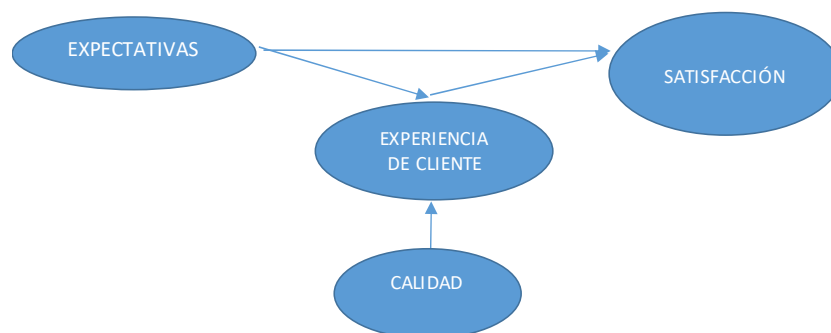 EXPECTATIVAS
SATISFACCIÓN
EXPERIENCIA
DE CLIENTE
CALIDAD